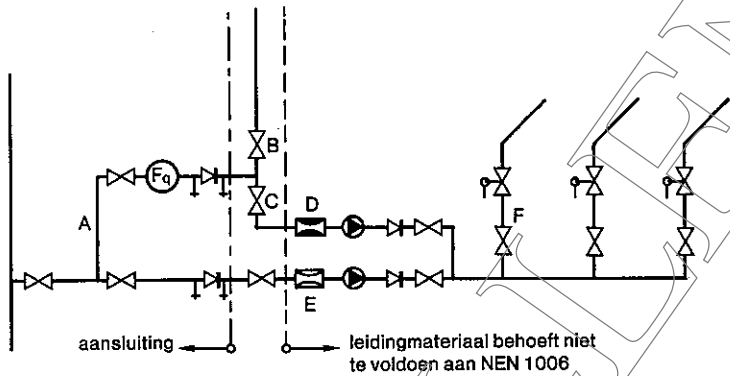 B
Fq
A
C
D
F
E
aansluiting
leidingmateriaal behoeft niet
te voldoen aan NEN 1006